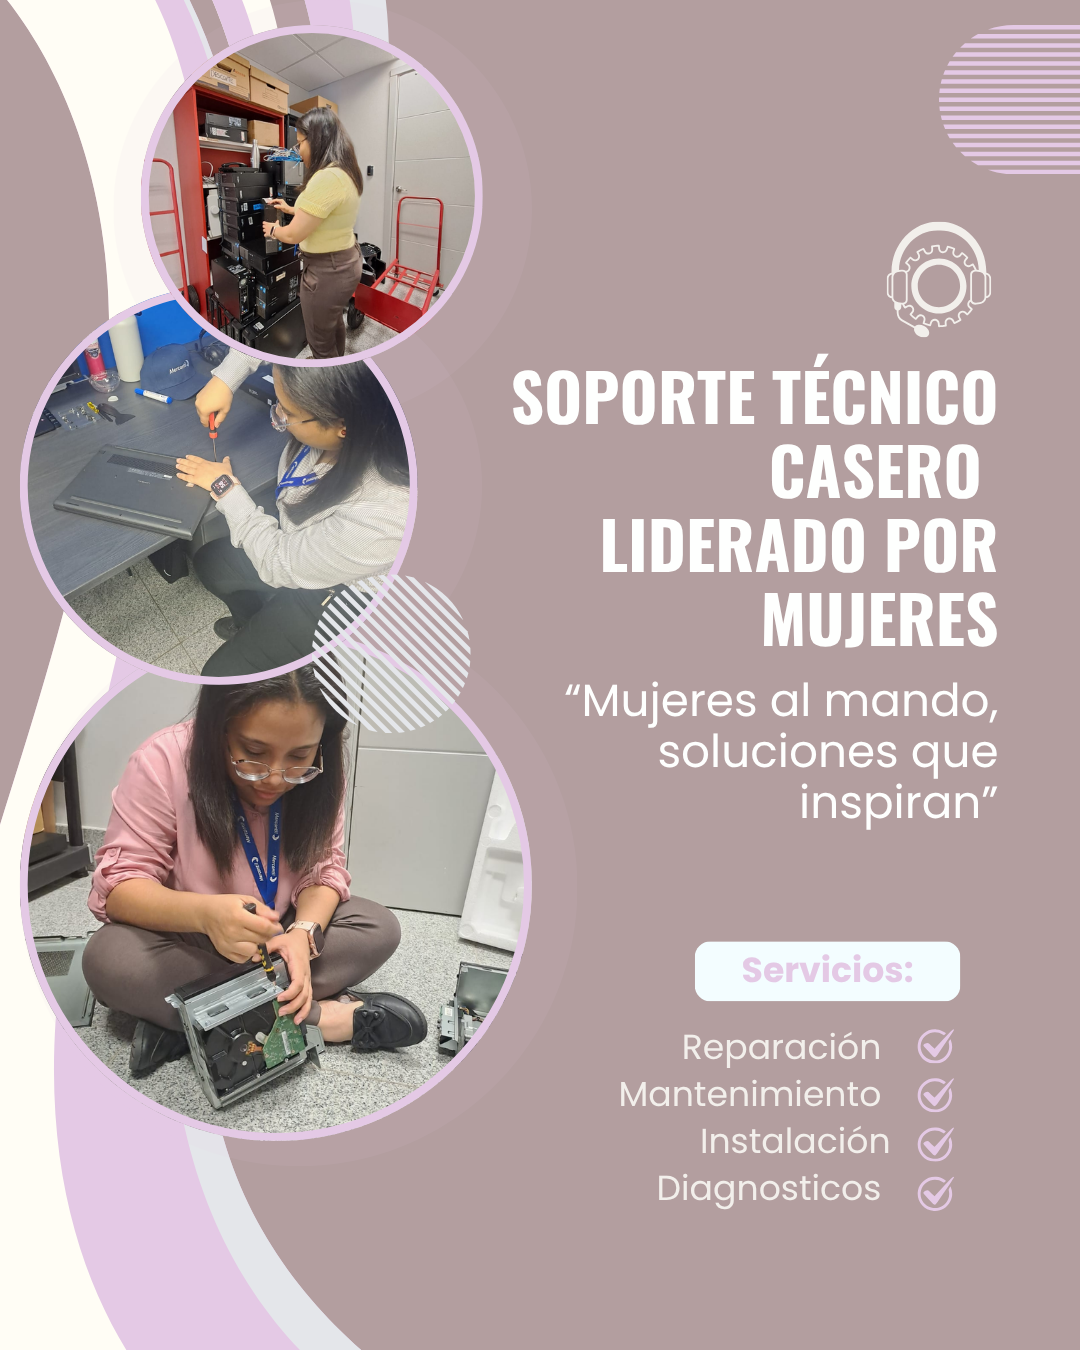 SOPORTE TÉCNICO
CASERO
LIDERADO POR
MUJERES
“Mujeres al mando,
soluciones que
inspiran”
Servicios:
Reparación
Mantenimiento
Instalación
Diagnosticos